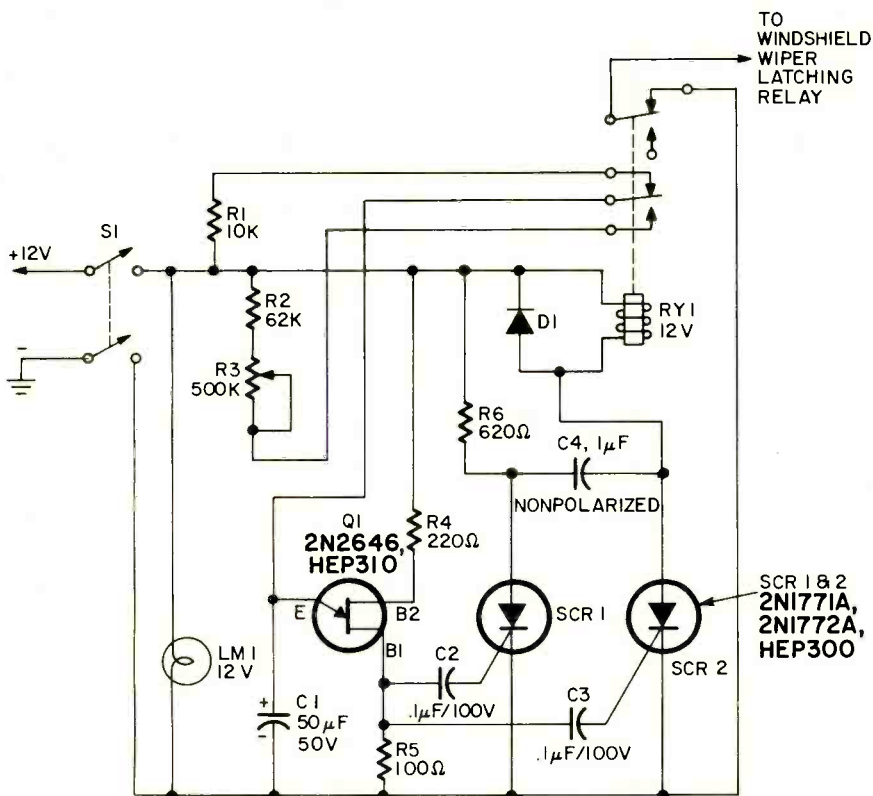 TO
WINDSHIELD
WIPER
LATCHING
RELAY
R1
10K
S1
+12V
R2
62K
D1
RY1
12V
-
R3
500K
R6
620Ω
C4, 1µF
NONPOLARIZED
Q1
2N2646,
HEP310
R4
220Ω
SCR 1 & 2
2N1771A,
2N1772A,
HEP300
E
B2
SCR 1
B1
LM1
12V
C2
SCR 2
+
C1
50µF
50V
-
.1µF/100V
C3
R5
100Ω
.1µF/100V